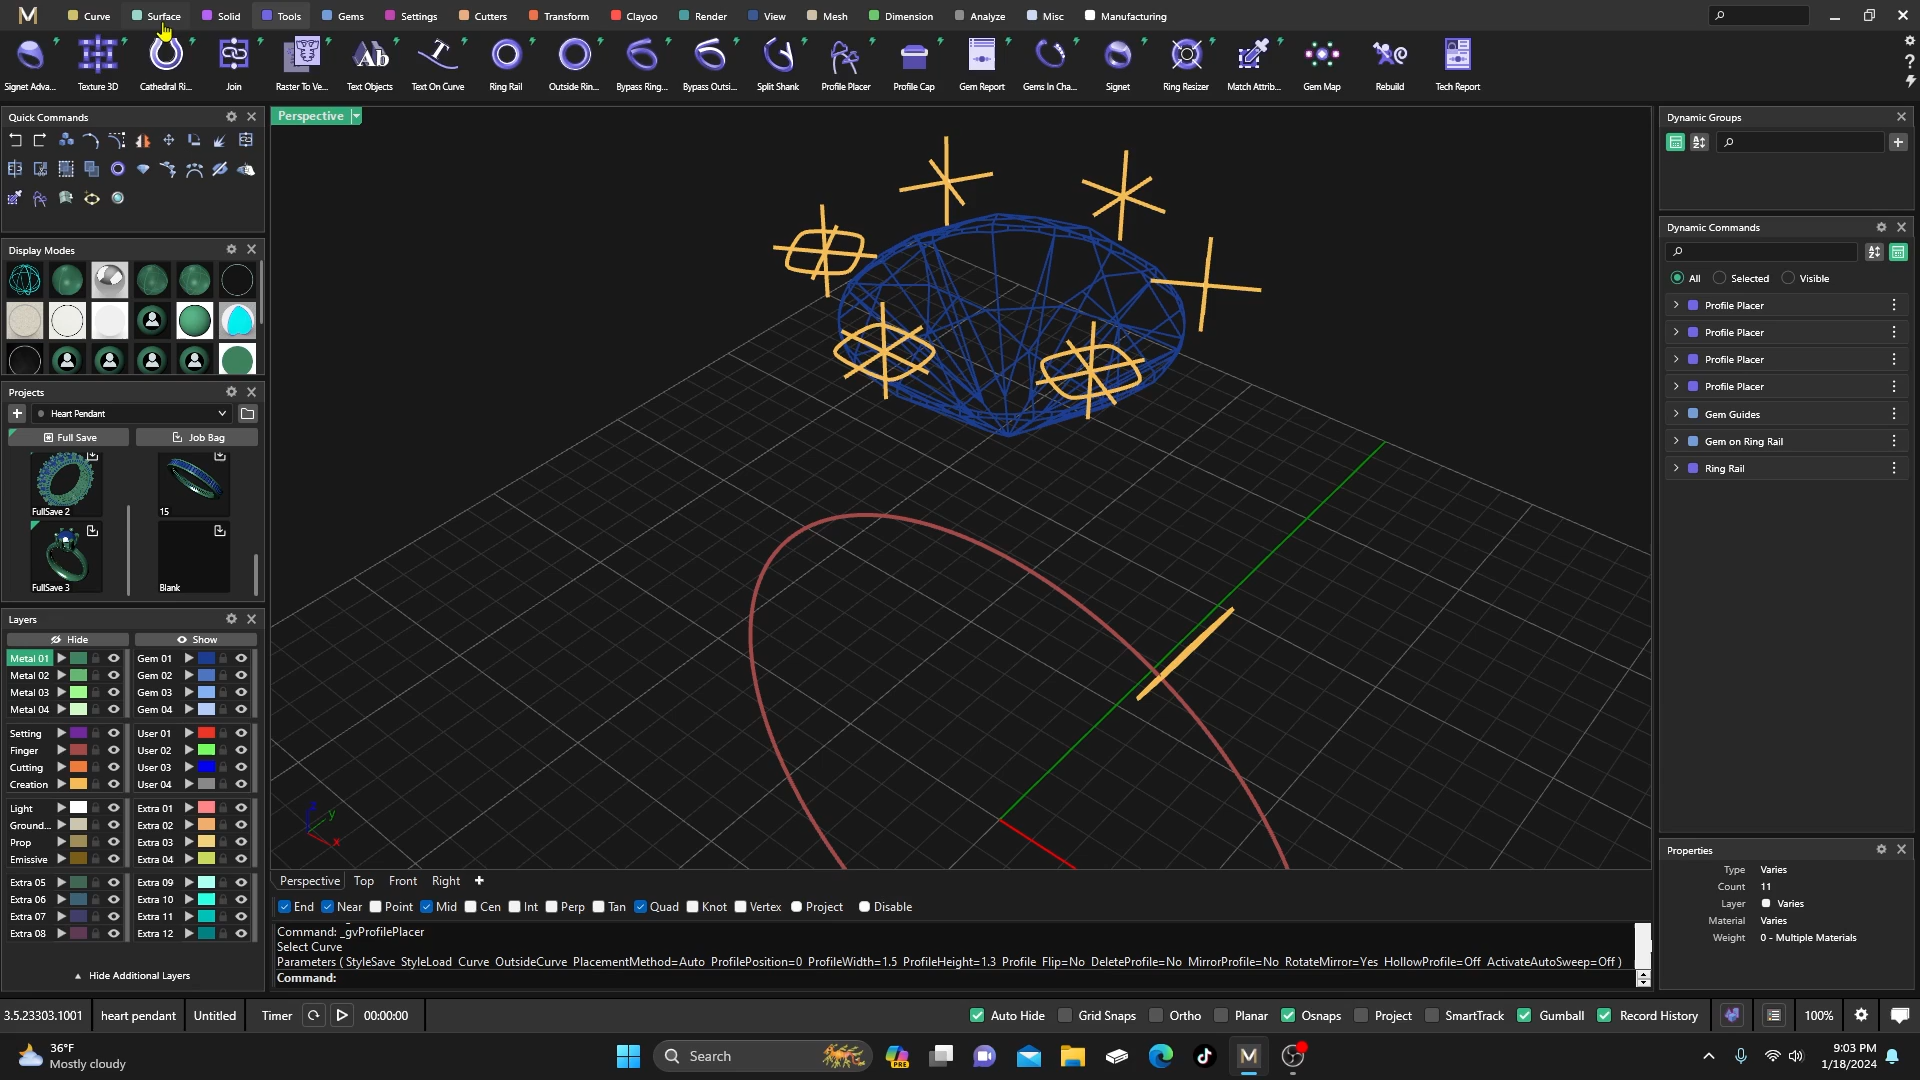 Curve Surface Solid Tools Gems Settings Cutters Transform Clayoo Render View Mesh Dimension Analyze Misc Manufacturing
Signet Adva... Texture 3D Cathedral Ri... Join Raster To Ve... Text Objects Text On Curve Ring Rail Outside Rin... Bypass Ring... Bypass Outsi... Split Shank Profile Placer Profile Cap Gem Report Gems In Cha... Signet Ring Resizer Match Attrib... Gem Map Rebuild Tech Report
Quick Commands
Perspective
Display Modes
Projects
Heart Pendant
Full Save Job Bag
FullSave 2 15
FullSave 3 Blank
Layers
Hide Show
Metal 01 Gem 01
Metal 02 Gem 02
Metal 03 Gem 03
Metal 04 Gem 04
Setting User 01
Finger User 02
Cutting User 03
Creation User 04
Light Extra 01
Ground... Extra 02
Prop Extra 03
Emissive Extra 04
Extra 05 Extra 09
Extra 06 Extra 10
Extra 07 Extra 11
Extra 08 Extra 12
Hide Additional Layers
z
y
x
Perspective Top Front Right
End Near Point Mid Cen Int Perp Tan Quad Knot Vertex Project Disable
Command: _gvProfilePlacer
Select Curve
Parameters ( StyleSave StyleLoad Curve OutsideCurve PlacementMethod=Auto ProfilePosition=0 ProfileWidth=1.5 ProfileHeight=1.3 Profile Flip=No DeleteProfile=No MirrorProfile=No RotateMirror=Yes HollowProfile=Off ActivateAutoSweep=Off )
Command:
Dynamic Groups
Dynamic Commands
All Selected Visible
Profile Placer
Profile Placer
Profile Placer
Profile Placer
Gem Guides
Gem on Ring Rail
Ring Rail
Properties
Type Varies
Count 11
Layer Varies
Material Varies
Weight 0 - Multiple Materials
3.5.23303.1001 heart pendant Untitled Timer 00:00:00 Auto Hide Grid Snaps Ortho Planar Osnaps Project SmartTrack Gumball Record History 100%
36°F
Mostly cloudy
Search
PRE
9:03 PM
1/18/2024